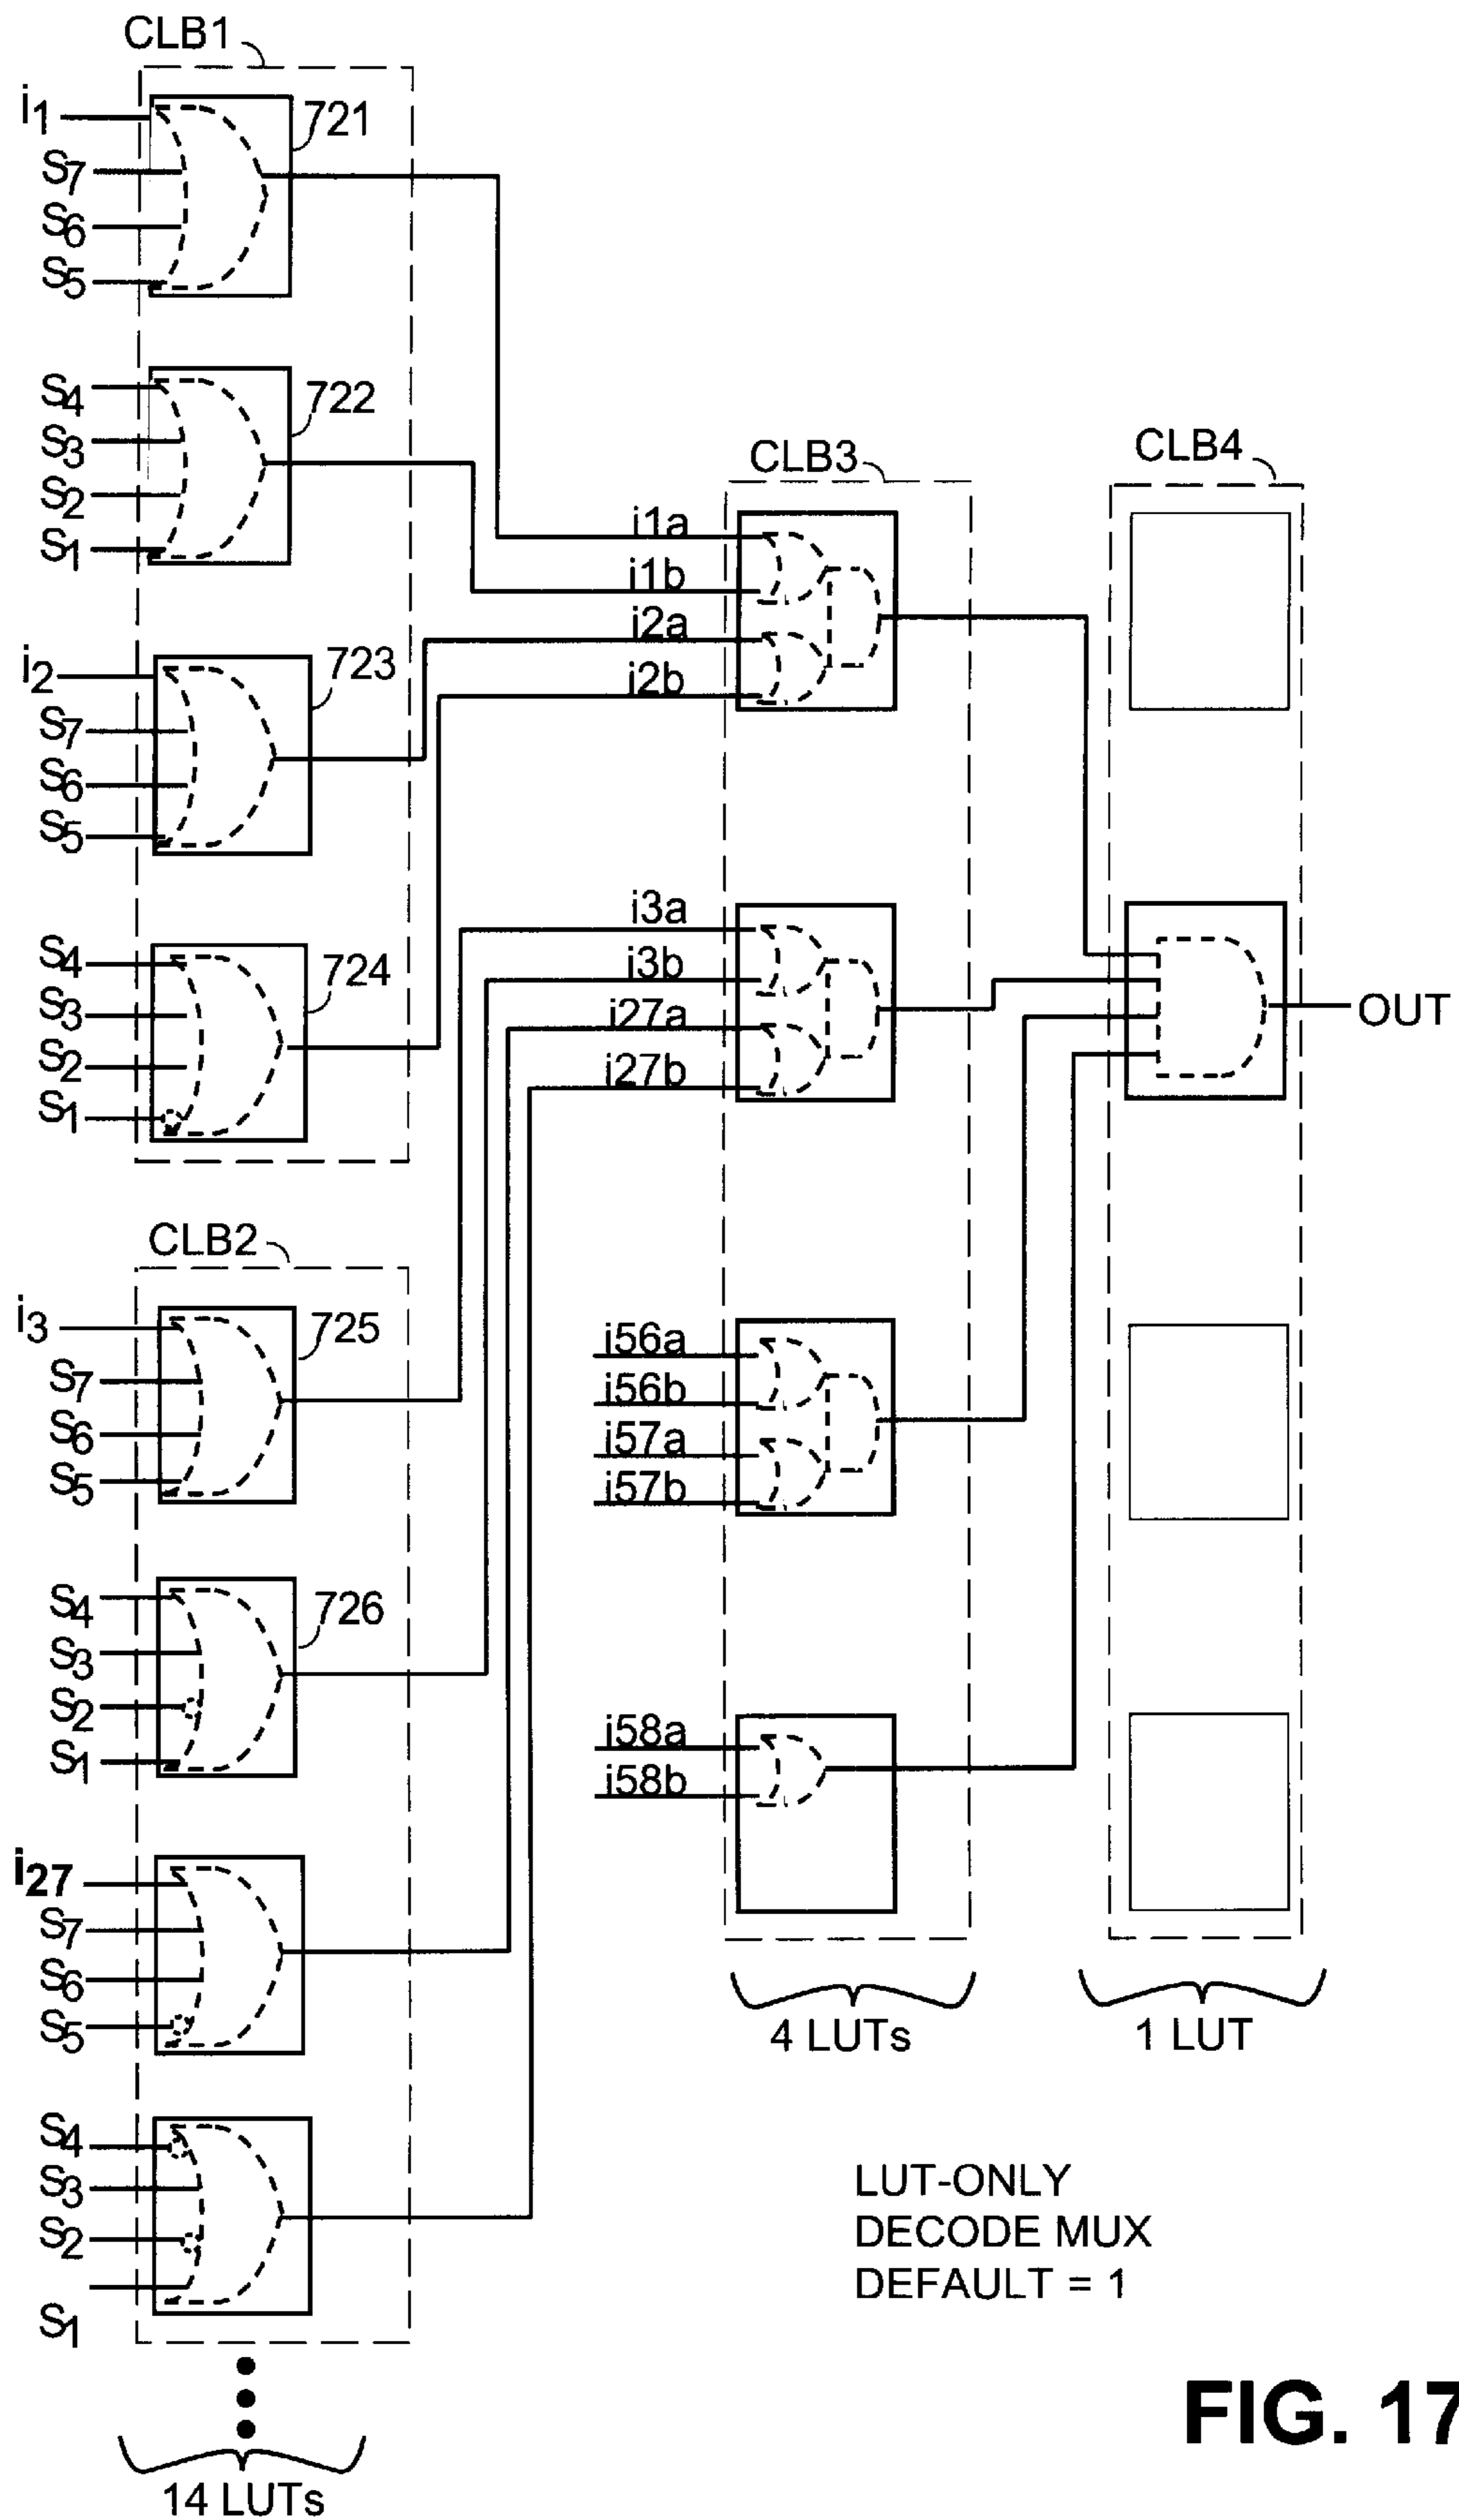 CLB1
i1
S7
S6
S5
721
S4
S3
S2
S1
722
i2
S7
S6
S5
723
S4
S3
S2
S1
724
CLB2
i3
S7
S6
S5
725
S4
S3
S2
S1
726
i27
S7
S6
S5
S4
S3
S2
S1
14 LUTs
CLB3
i1a
i1b
i2a
i2b
i3a
i3b
i27a
i27b
i56a
i56b
i57a
i57b
i58a
i58b
4 LUTs
CLB4
OUT
1 LUT
LUT-ONLY
DECODE MUX
DEFAULT = 1
FIG. 17